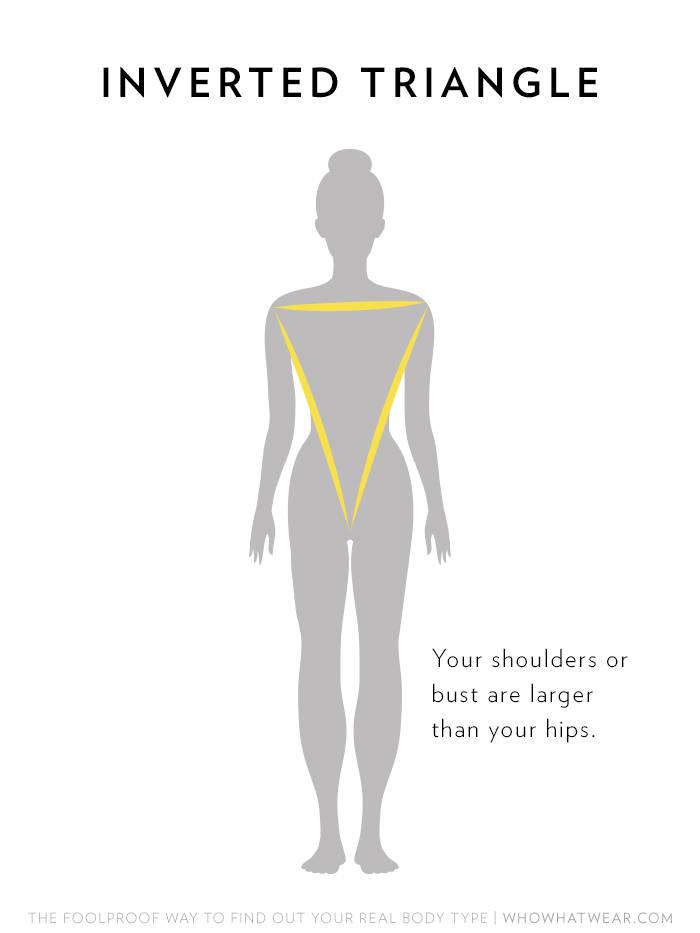 INVERTED TRIANGLE
Your shoulders or
bust are larger
than your hips.
THE FOOLPROOF WAY TO FIND OUT YOUR REAL BODY TYPE | WHOWHATWEAR.COM